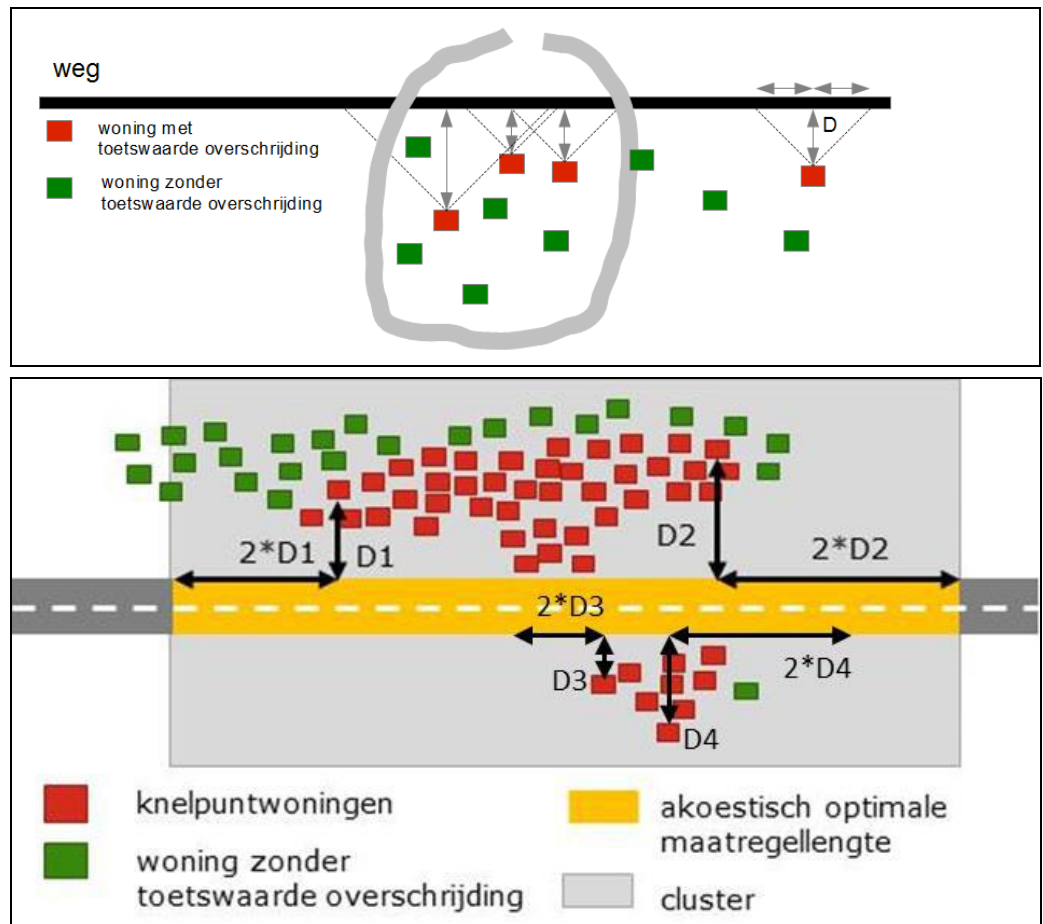 weg
woning met
toetswaarde overschrijding
D
woning zonder
toetswaarde overschrijding
2*D1
D1
D2
2*D2
2*D3
D3
2*D4
D4
knelpuntwoningen
akoestisch optimale
maatregellengte
woning zonder
toetswaarde overschrijding
cluster